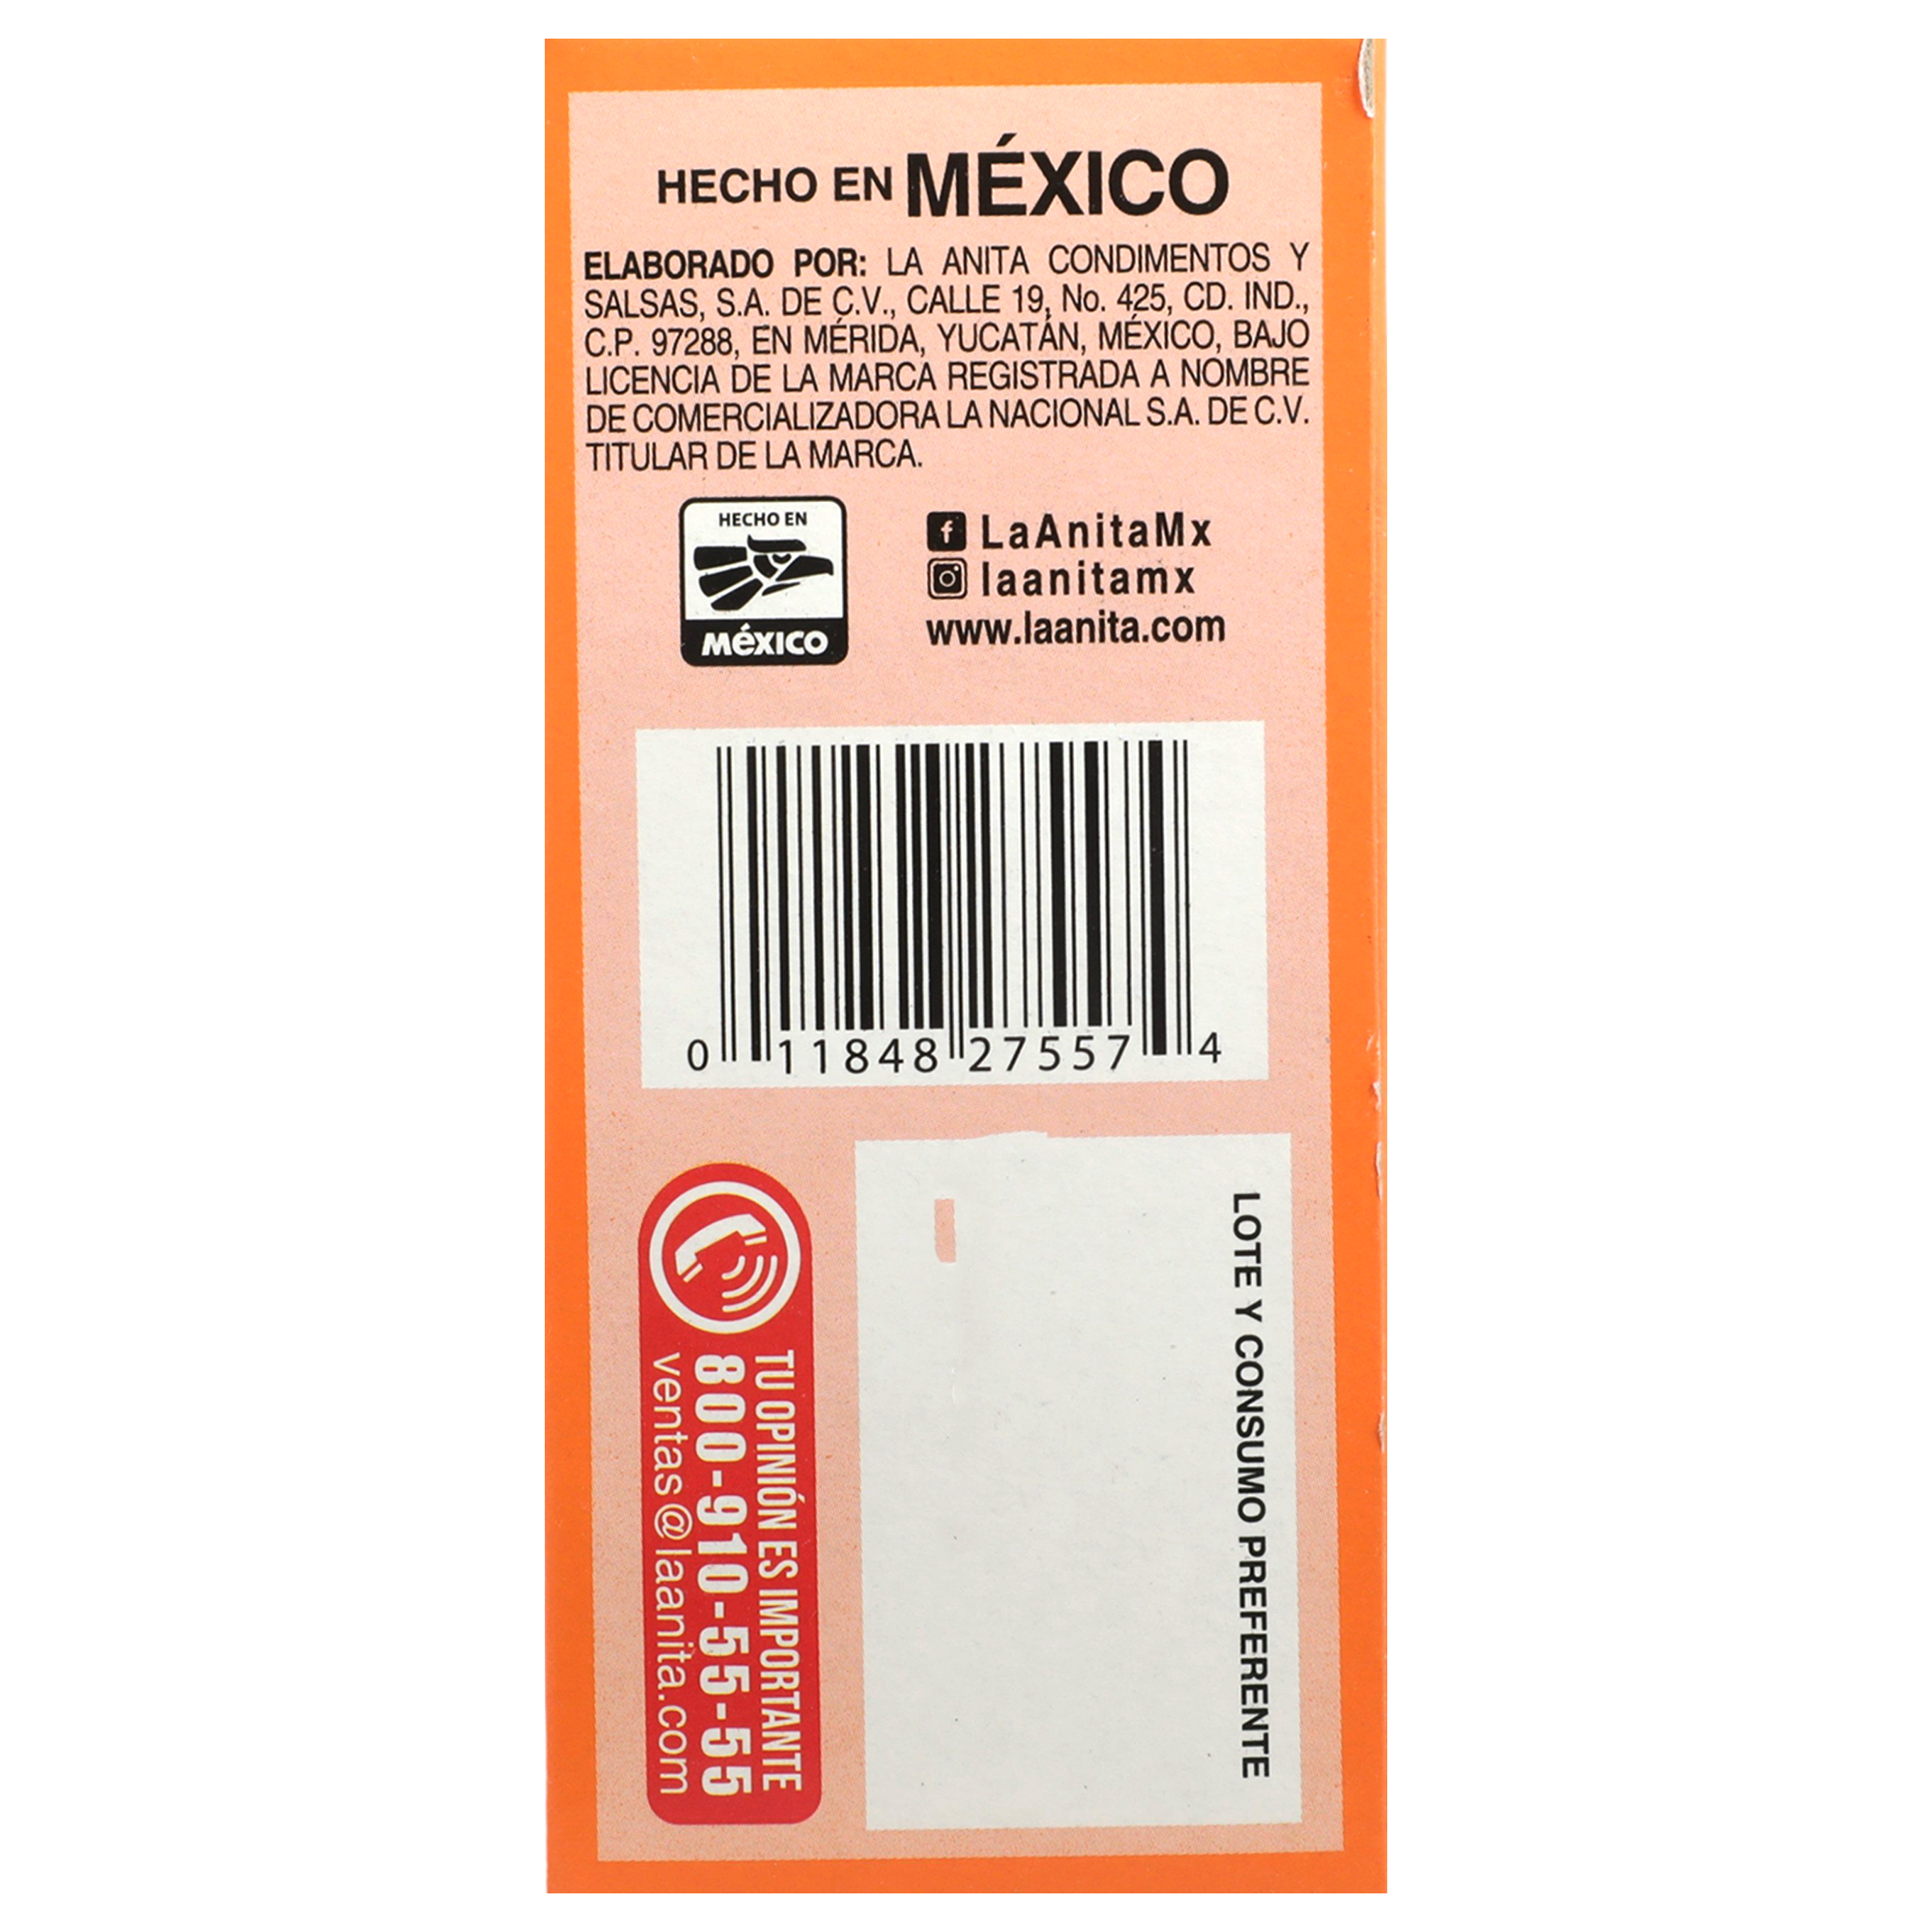 HECHO EN MÉXICO
ELABORADO POR: LA ANITA CONDIMENTOS Y
SALSAS, S.A. DE C.V., CALLE 19, No. 425, CD. IND.,
C.P. 97288, EN MÉRIDA, YUCATÁN, MÉXICO, BAJO
LICENCIA DE LA MARCA REGISTRADA A NOMBRE
DE COMERCIALIZADORA LA NACIONAL S.A. DE C.V.
TITULAR DE LA MARCA.
HECHO EN
MÉXICO
LaAnitaMx
laanitamx
www.laanita.com
0 11848 27557 4
TU OPINIÓN ES IMPORTANTE
800-910-55-55
ventas@laanita.com
LOTE Y CONSUMO PREFERENTE